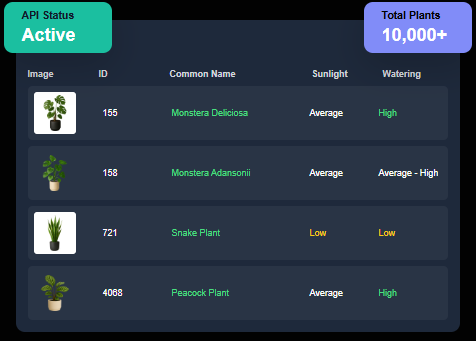 API Status
Active
Total Plants
10,000+
Image ID Common Name Sunlight Watering
155 Monstera Deliciosa Average High
158 Monstera Adansonii Average Average - High
721 Snake Plant Low Low
4068 Peacock Plant Average High